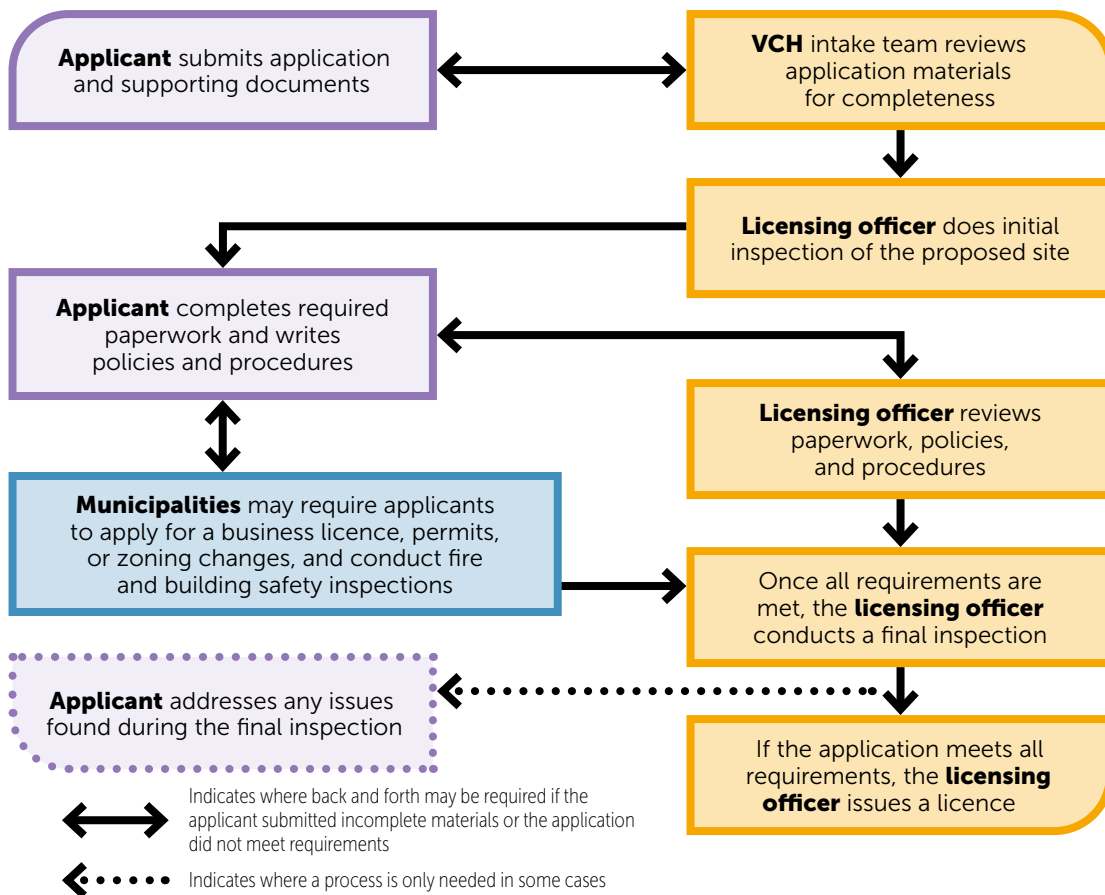 Applicant submits application
and supporting documents
VCH intake team reviews
application materials
for completeness
Licensing officer does initial
inspection of the proposed site
Applicant completes required
paperwork and writes
policies and procedures
Licensing officer reviews
paperwork, policies,
and procedures
Municipalities may require applicants
to apply for a business licence, permits,
or zoning changes, and conduct fire
and building safety inspections
Once all requirements are
met, the licensing officer
conducts a final inspection
Applicant addresses any issues
found during the final inspection
If the application meets all
requirements, the licensing
officer issues a licence
Indicates where back and forth may be required if the
applicant submitted incomplete materials or the application
did not meet requirements
Indicates where a process is only needed in some cases